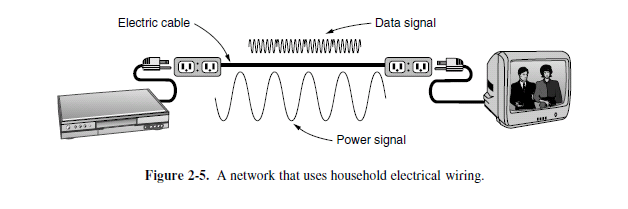 Electric cable
Data signal
Power signal
Figure 2-5. A network that uses household electrical wiring.